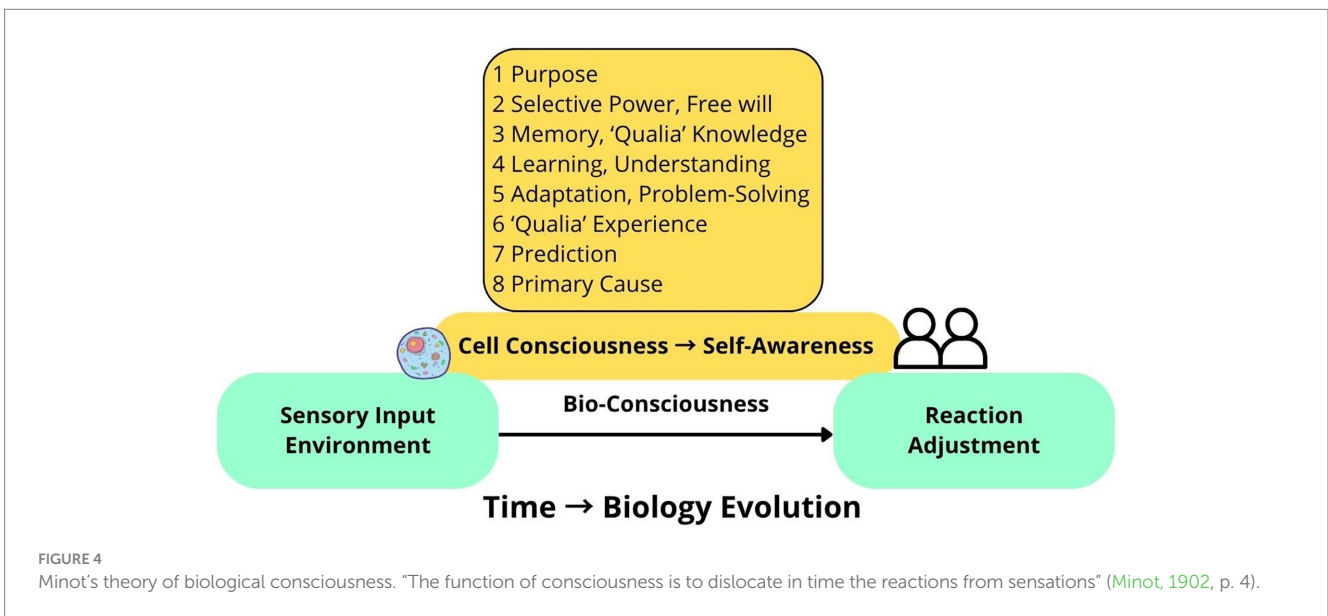 1 Purpose
2 Selective Power, Free will
3 Memory, ‘Qualia’ Knowledge
4 Learning, Understanding
5 Adaptation, Problem-Solving
6 ‘Qualia’ Experience
7 Prediction
8 Primary Cause
Cell Consciousness → Self-Awareness
Sensory Input
Environment
Bio-Consciousness
Reaction
Adjustment
Time → Biology Evolution
FIGURE 4
Minot’s theory of biological consciousness. “The function of consciousness is to dislocate in time the reactions from sensations” (Minot, 1902, p. 4).